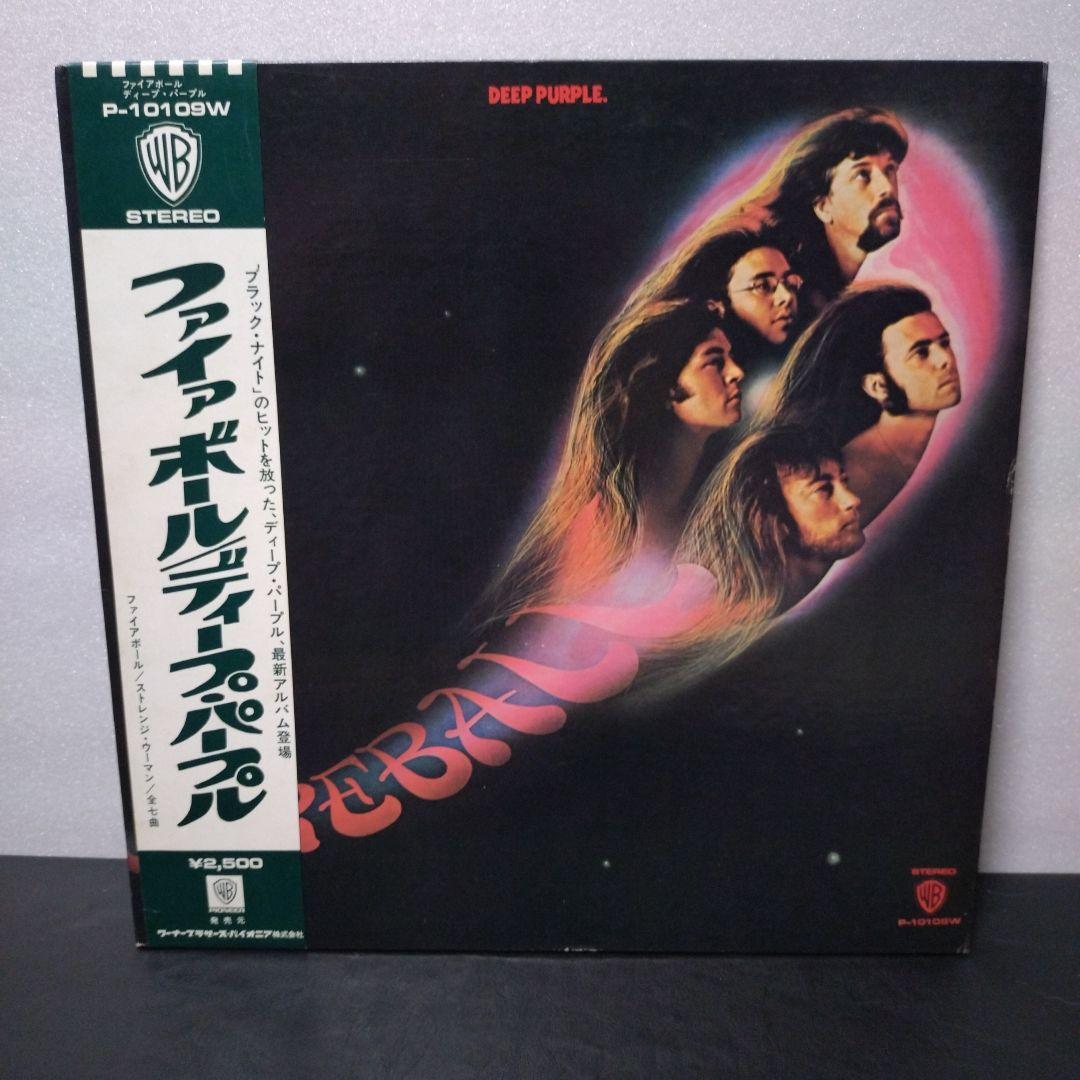 ファイアボール
ディープ・パープル
P-10109W
WB
STEREO
ファイアボール/ディープ・パープル
「ブラック・ナイト」のヒットを放った、ディープ・パープル、最新アルバム登場
ファイアボール/ストレンジ・ウーマン/全七曲
¥2,500
WB
PIONEER
発売元
ワーナー・ブラザーズ・パイオニア株式会社
DEEP PURPLE.
REBALL
STEREO
WB
P-10109W